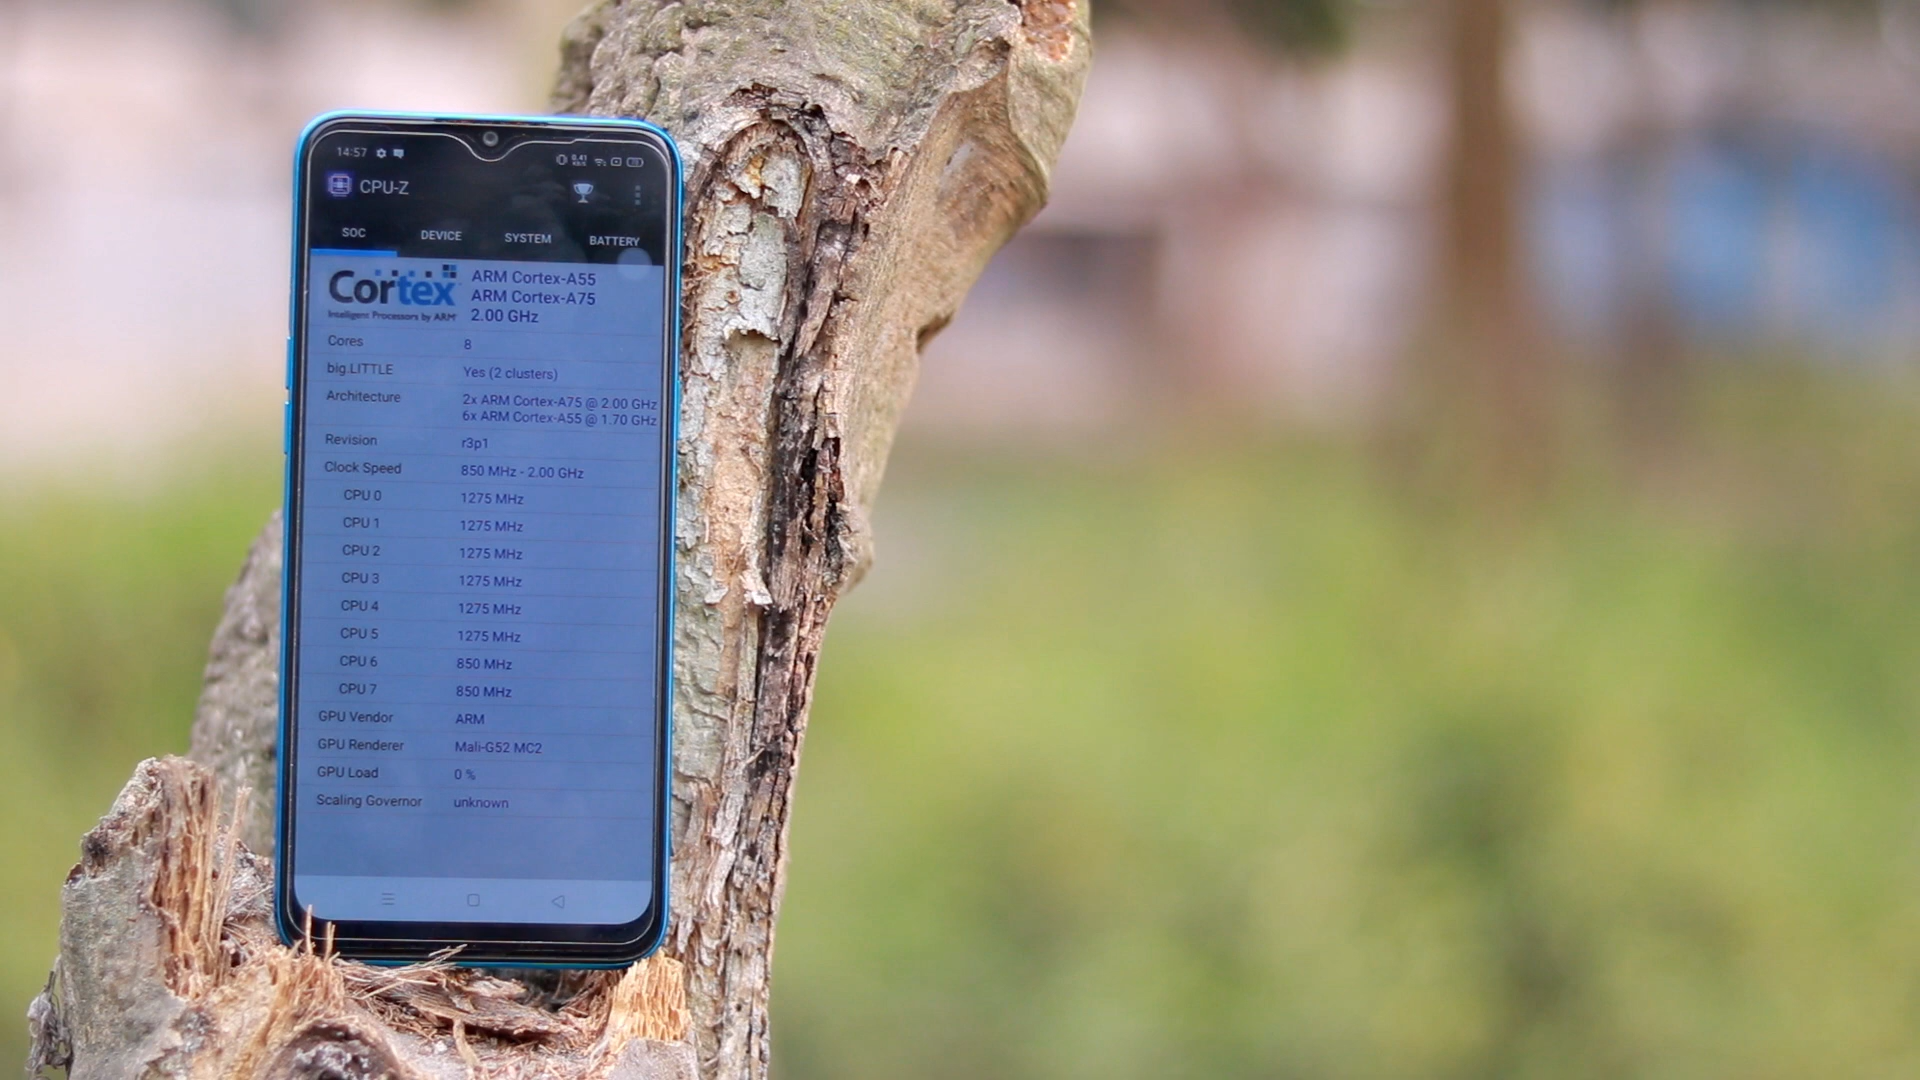 14:57
0.41
KB/S
CPU-Z
SOC DEVICE SYSTEM BATTERY
Cortex
Intelligent Processors by ARM
ARM Cortex-A55
ARM Cortex-A75
2.00 GHz
Cores 8
big.LITTLE Yes (2 clusters)
Architecture 2x ARM Cortex-A75 @ 2.00 GHz
6x ARM Cortex-A55 @ 1.70 GHz
Revision r3p1
Clock Speed 850 MHz - 2.00 GHz
CPU 0 1275 MHz
CPU 1 1275 MHz
CPU 2 1275 MHz
CPU 3 1275 MHz
CPU 4 1275 MHz
CPU 5 1275 MHz
CPU 6 850 MHz
CPU 7 850 MHz
GPU Vendor ARM
GPU Renderer Mali-G52 MC2
GPU Load 0 %
Scaling Governor unknown